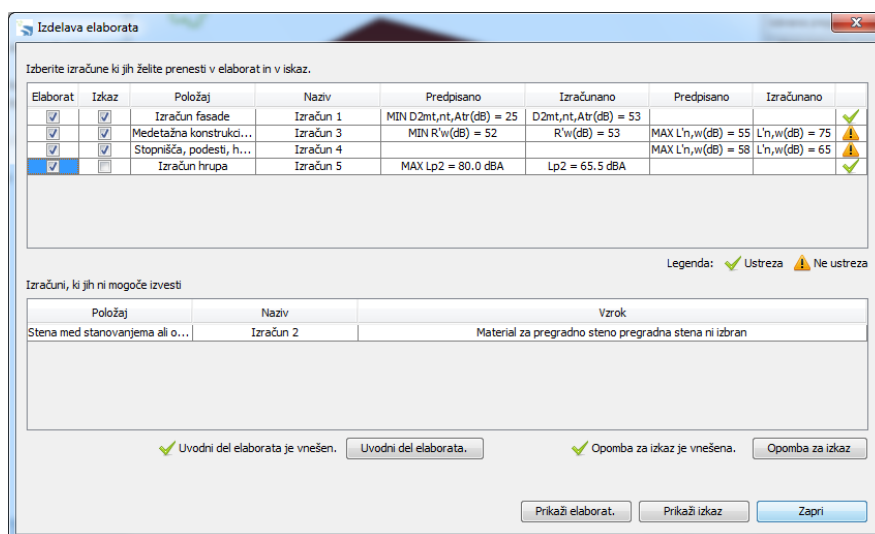 Izdelava elaborata
Izberite izračune ki jih želite prenesti v elaborat in v iskaz.
Elaborat Izkaz Položaj Naziv Predpisano Izračunano Predpisano Izračunano
Izračun fasade Izračun 1 MIN D2mt,nt,Atr(dB) = 25 D2mt,nt,Atr(dB) = 53
Medetažna konstrukci... Izračun 3 MIN R'w(dB) = 52 R'w(dB) = 53 MAX L'n,w(dB) = 55 L'n,w(dB) = 75
Stopnišča, podesti, h... Izračun 4 MAX L'n,w(dB) = 58 L'n,w(dB) = 65
Izračun hrupa Izračun 5 MAX Lp2 = 80.0 dBA Lp2 = 65.5 dBA
Legenda: Ustreza Ne ustreza
Izračuni, ki jih ni mogoče izvesti
Položaj Naziv Vzrok
Stena med stanovanjema ali o... Izračun 2 Material za pregradno steno pregradna stena ni izbran
Uvodni del elaborata je vnešen. Uvodni del elaborata. Opomba za izkaz je vnešena. Opomba za izkaz
Prikaži elaborat. Prikaži izkaz Zapri